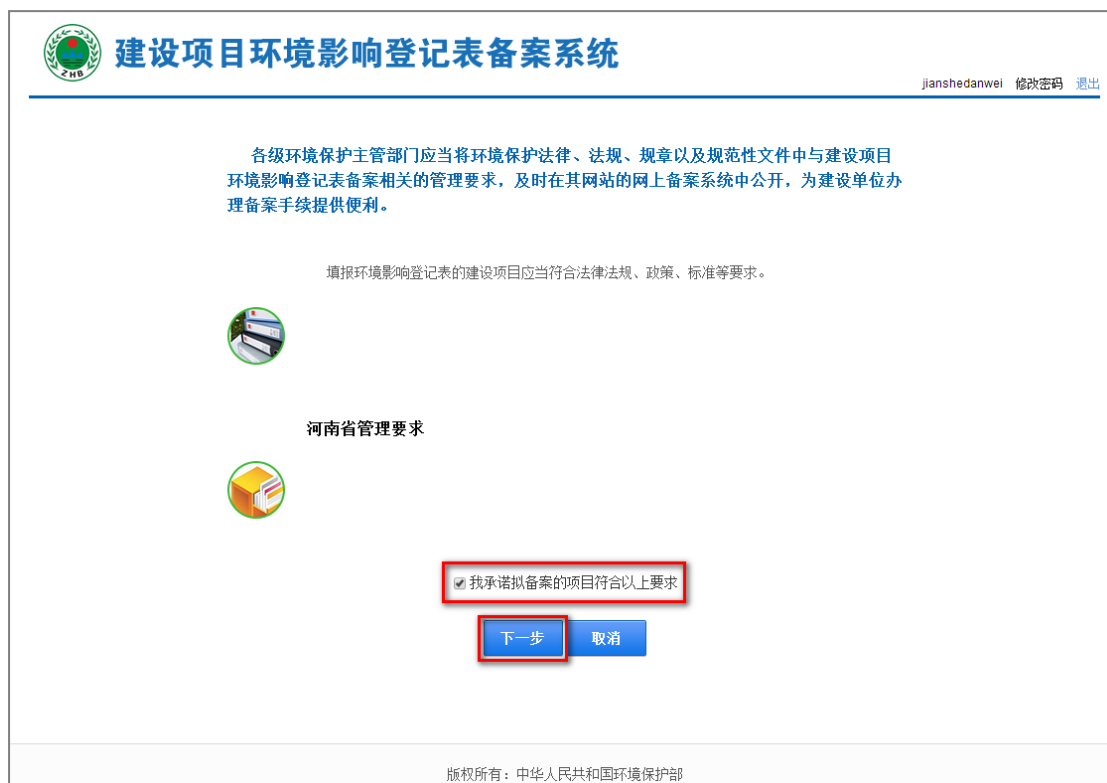 ZHB
建设项目环境影响登记表备案系统
jianshedanwei 修改密码 退出
各级环境保护主管部门应当将环境保护法律、法规、规章以及规范性文件中与建设项目
环境影响登记表备案相关的管理要求，及时在其网站的网上备案系统中公开，为建设单位办
理备案手续提供便利。
填报环境影响登记表的建设项目应当符合法律法规、政策、标准等要求。
河南省管理要求
我承诺拟备案的项目符合以上要求
下一步 取消
版权所有：中华人民共和国环境保护部